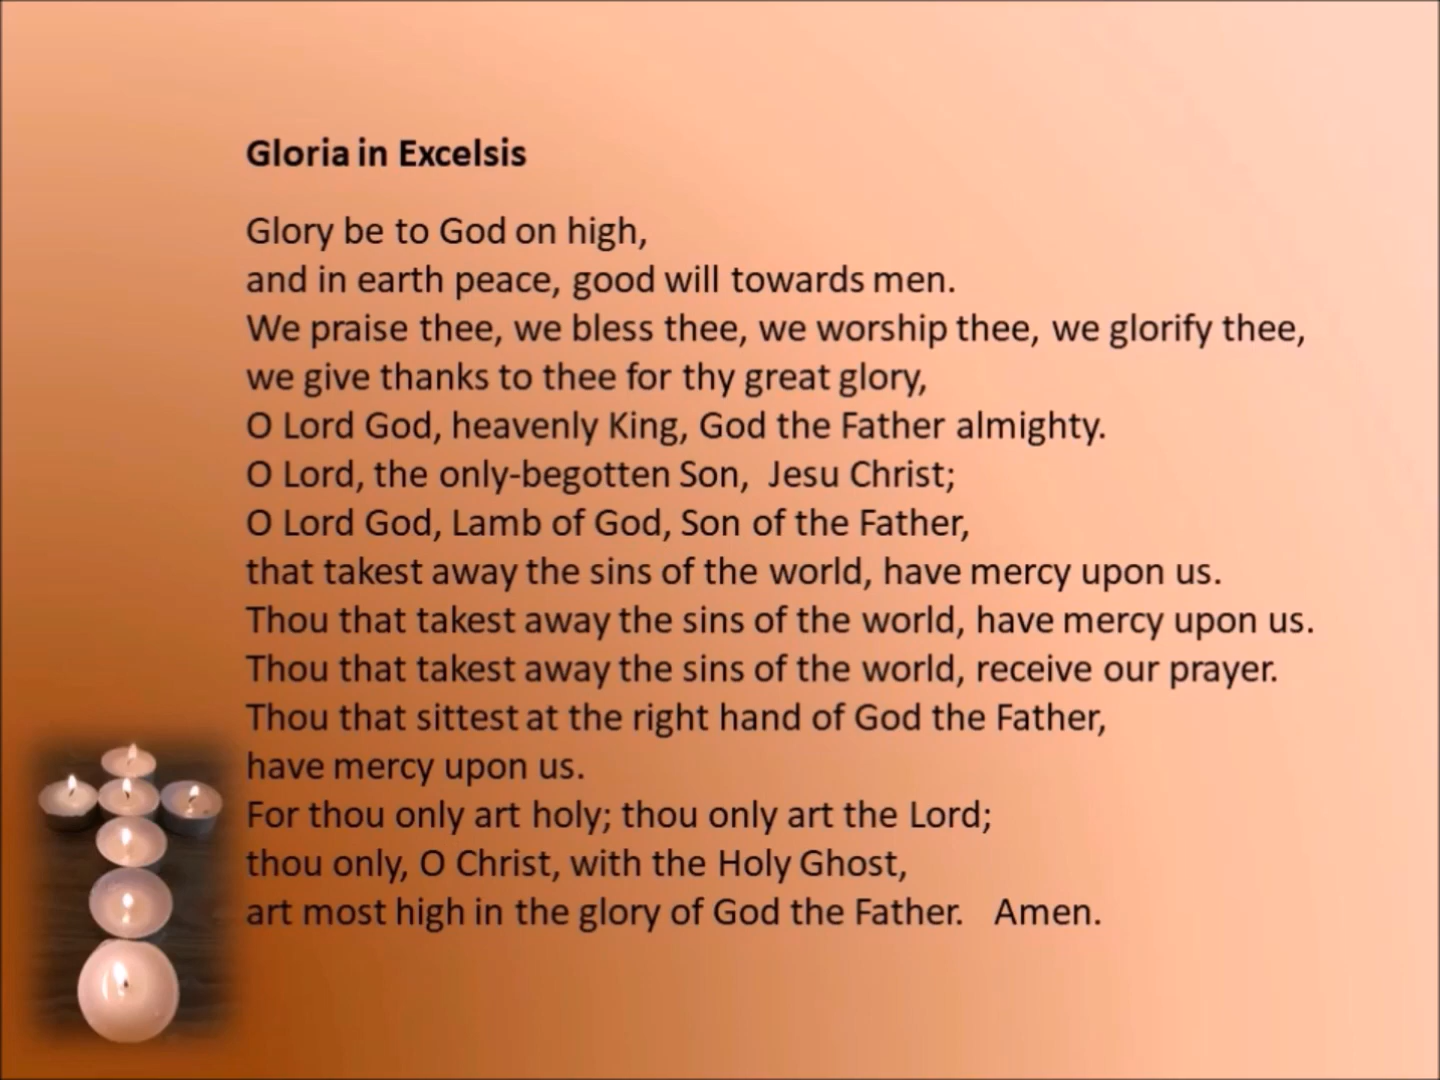 Gloria in Excelsis
Glory be to God on high,
and in earth peace, good will towards men.
We praise thee, we bless thee, we worship thee, we glorify thee,
we give thanks to thee for thy great glory,
O Lord God, heavenly King, God the Father almighty.
O Lord, the only-begotten Son,  Jesu Christ;
O Lord God, Lamb of God, Son of the Father,
that takest away the sins of the world, have mercy upon us.
Thou that takest away the sins of the world, have mercy upon us.
Thou that takest away the sins of the world, receive our prayer.
Thou that sittest at the right hand of God the Father,
have mercy upon us.
For thou only art holy; thou only art the Lord;
thou only, O Christ, with the Holy Ghost,
art most high in the glory of God the Father.   Amen.